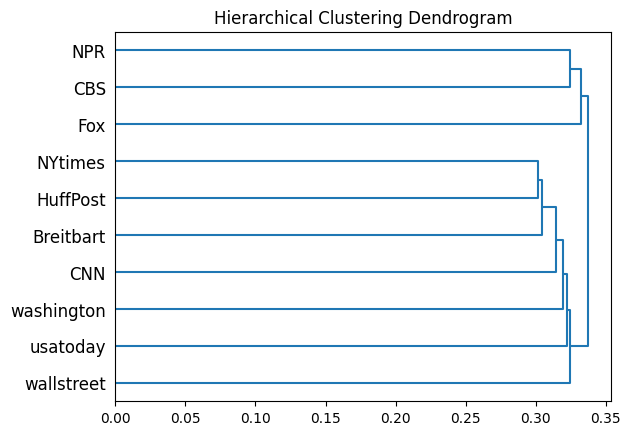 Hierarchical Clustering Dendrogram
NPR
CBS
Fox
NYtimes
HuffPost
Breitbart
CNN
washington
usatoday
wallstreet
0.00 0.05 0.10 0.15 0.20 0.25 0.30 0.35